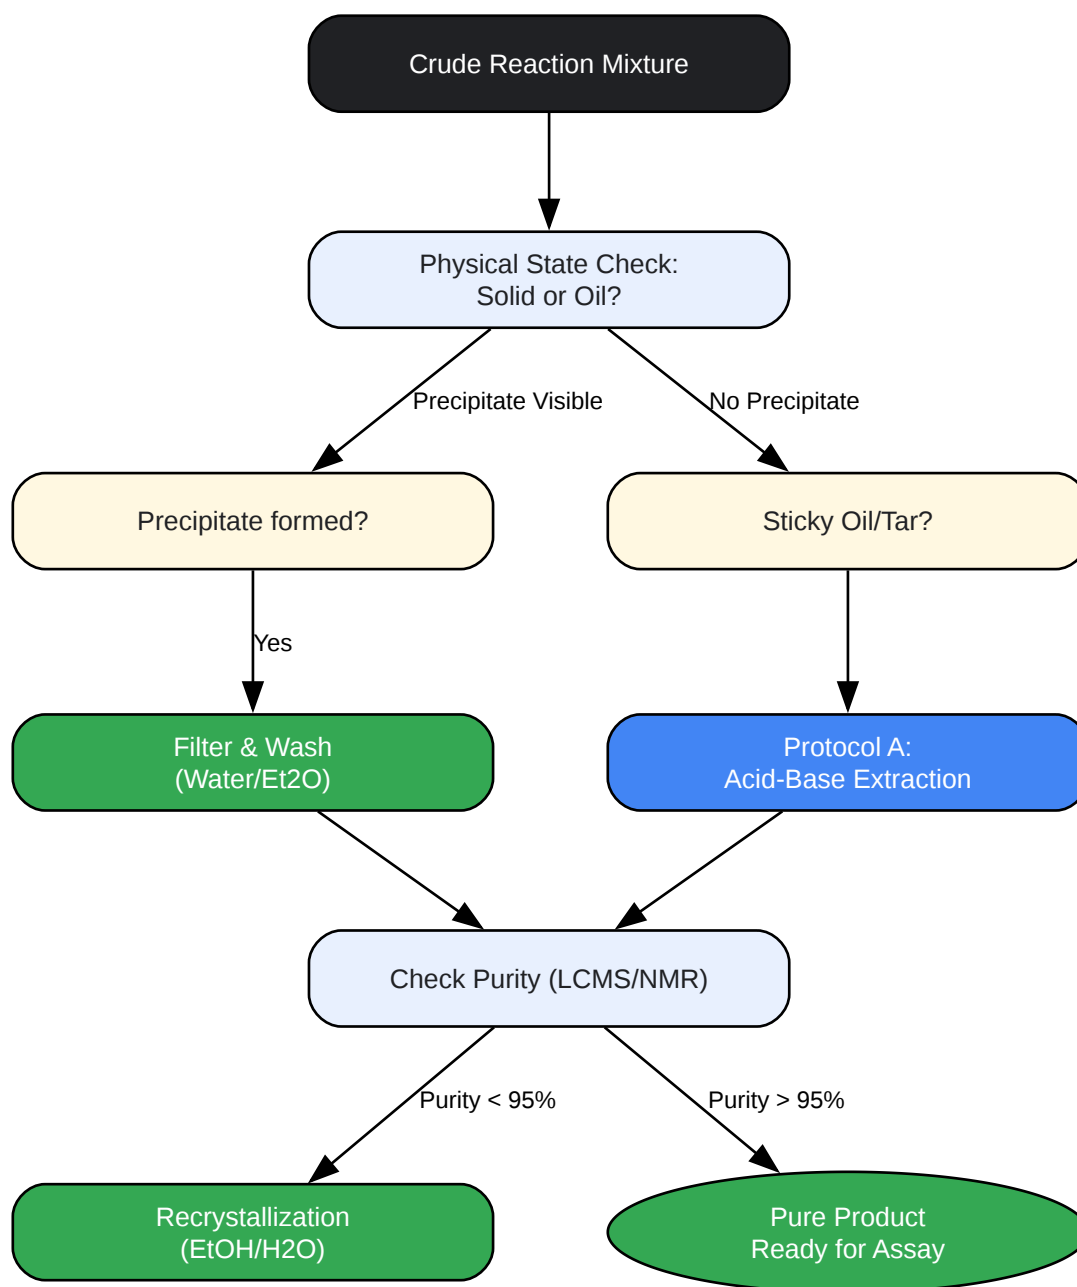 Crude Reaction Mixture
Physical State Check:
Solid or Oil?
Precipitate Visible
No Precipitate
Precipitate formed?
Sticky Oil/Tar?
Yes
Filter & Wash
(Water/Et2O)
Protocol A:
Acid-Base Extraction
Check Purity (LCMS/NMR)
Purity < 95%
Purity > 95%
Recrystallization
(EtOH/H2O)
Pure Product
Ready for Assay